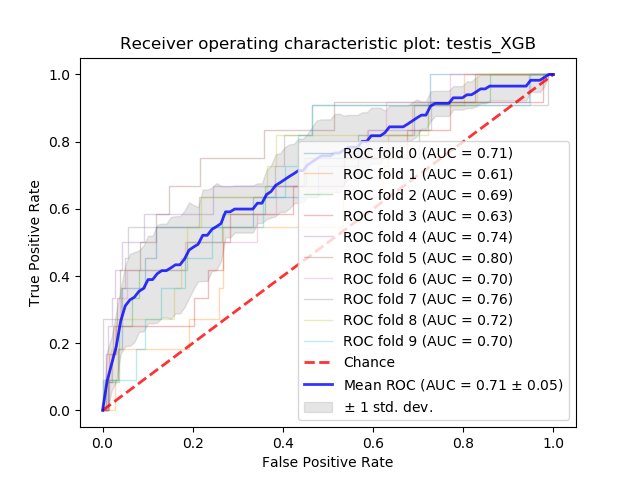 Receiver operating characteristic plot: testis_XGB
1.0
0.8
0.6
0.4
0.2
0.0
True Positive Rate
ROC fold 0 (AUC = 0.71)
ROC fold 1 (AUC = 0.61)
ROC fold 2 (AUC = 0.69)
ROC fold 3 (AUC = 0.63)
ROC fold 4 (AUC = 0.74)
ROC fold 5 (AUC = 0.80)
ROC fold 6 (AUC = 0.70)
ROC fold 7 (AUC = 0.76)
ROC fold 8 (AUC = 0.72)
ROC fold 9 (AUC = 0.70)
Chance
Mean ROC (AUC = 0.71 ± 0.05)
± 1 std. dev.
0.0 0.2 0.4 0.6 0.8 1.0
False Positive Rate